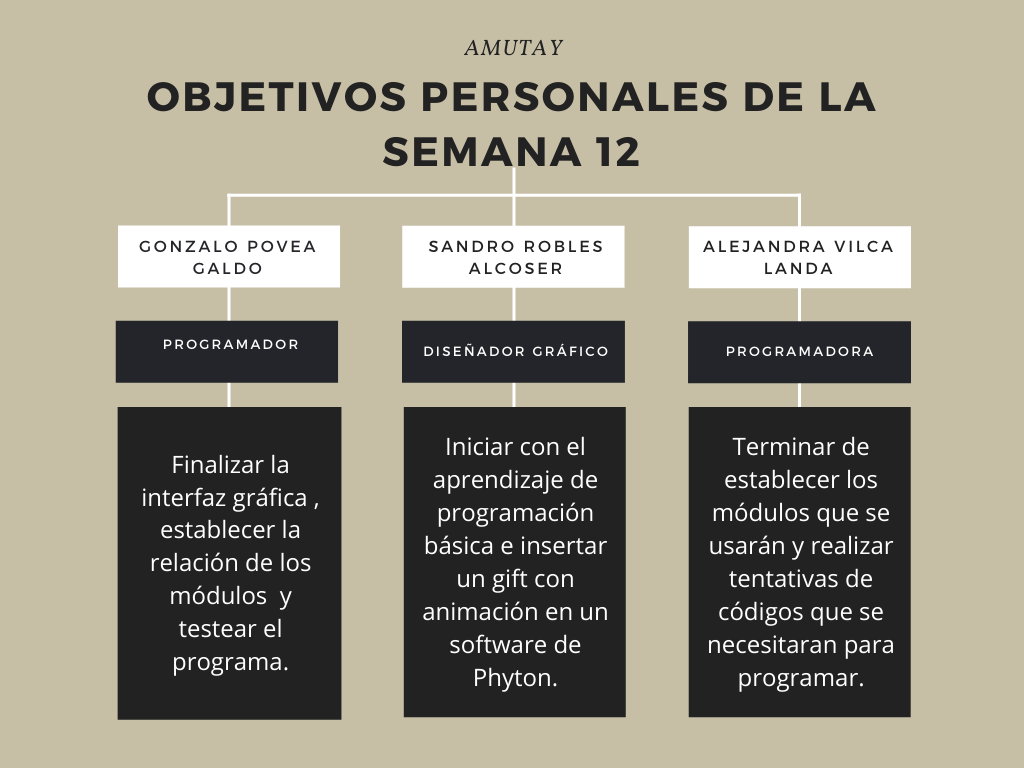 AMUTAY
OBJETIVOS PERSONALES DE LA
SEMANA 12
GONZALO POVEA
GALDO
PROGRAMADOR
Finalizar la
interfaz gráfica ,
establecer la
relación de los
módulos  y
testear el
programa.
SANDRO ROBLES
ALCOSER
DISEÑADOR GRÁFICO
Iniciar con el
aprendizaje de
programación
básica e insertar
un gift con
animación en un
software de
Phyton.
ALEJANDRA VILCA
LANDA
PROGRAMADORA
Terminar de
establecer los
módulos que se
usarán y realizar
tentativas de
códigos que se
necesitaran para
programar.